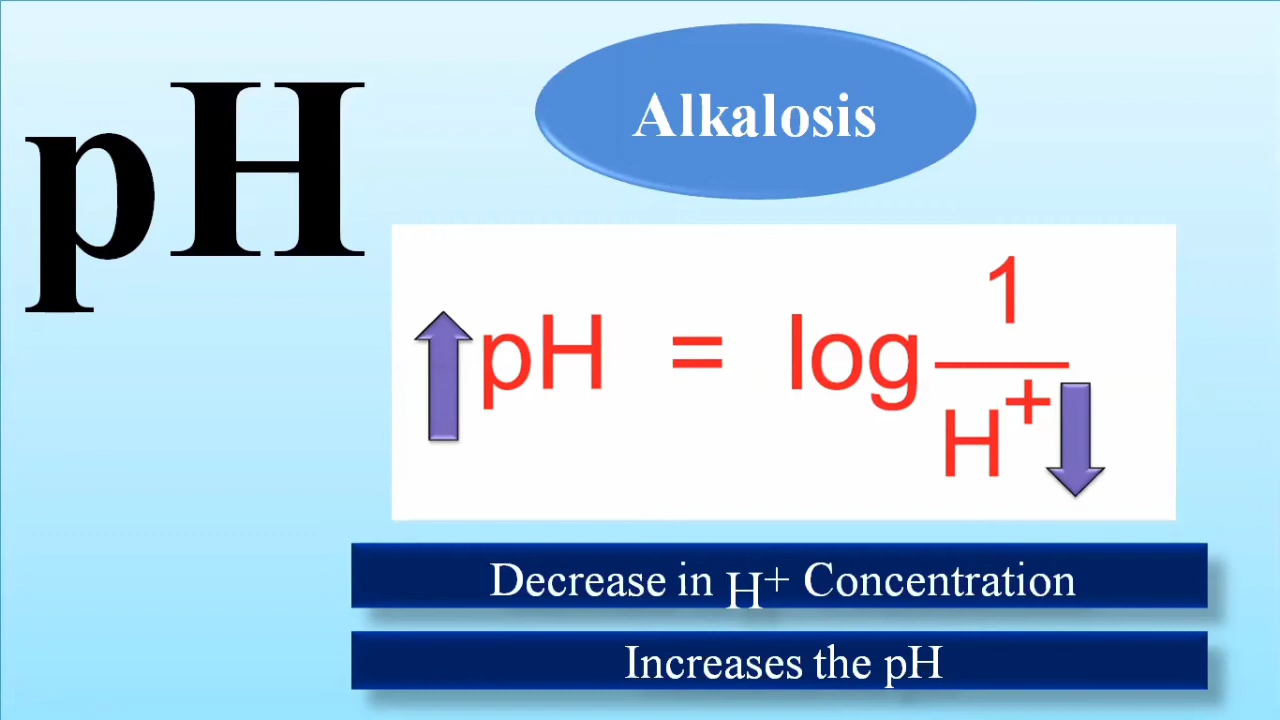 pH
Alkalosis
pH = log 1/H⁺
Decrease in H⁺ Concentration
Increases the pH